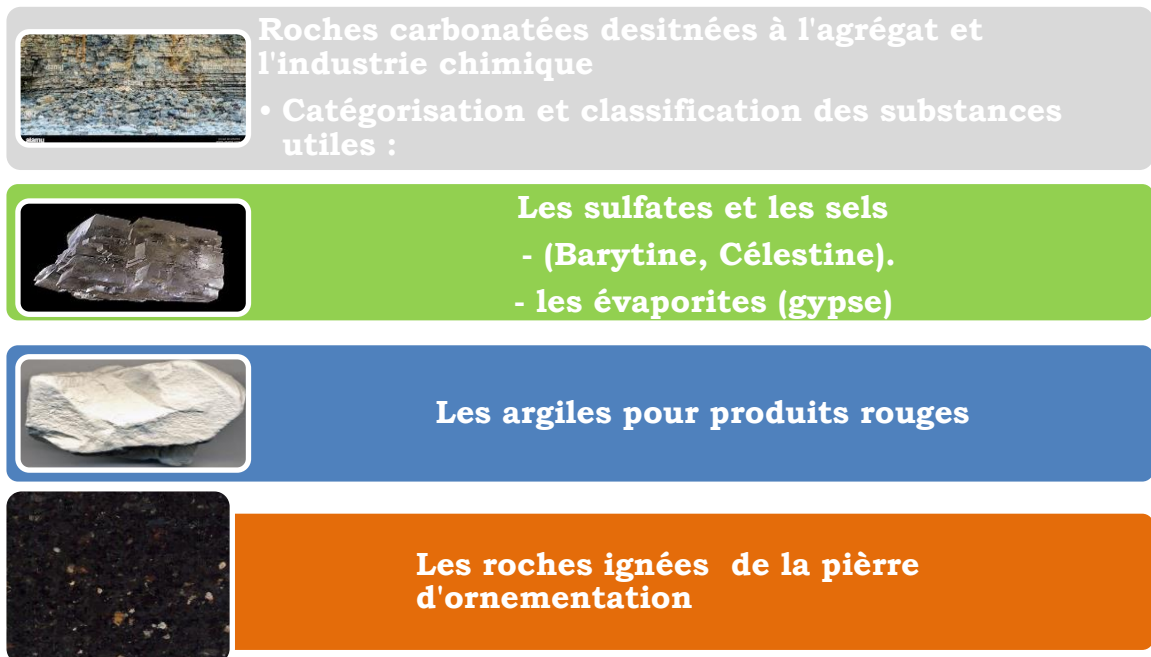 Roches carbonatées desitnées à l'agrégat et
l'industrie chimique
• Catégorisation et classification des substances
utiles :
Les sulfates et les sels
- (Barytine, Célestine).
- les évaporites (gypse)
Les argiles pour produits rouges
Les roches ignées de la pièrre
d'ornementation
alamy